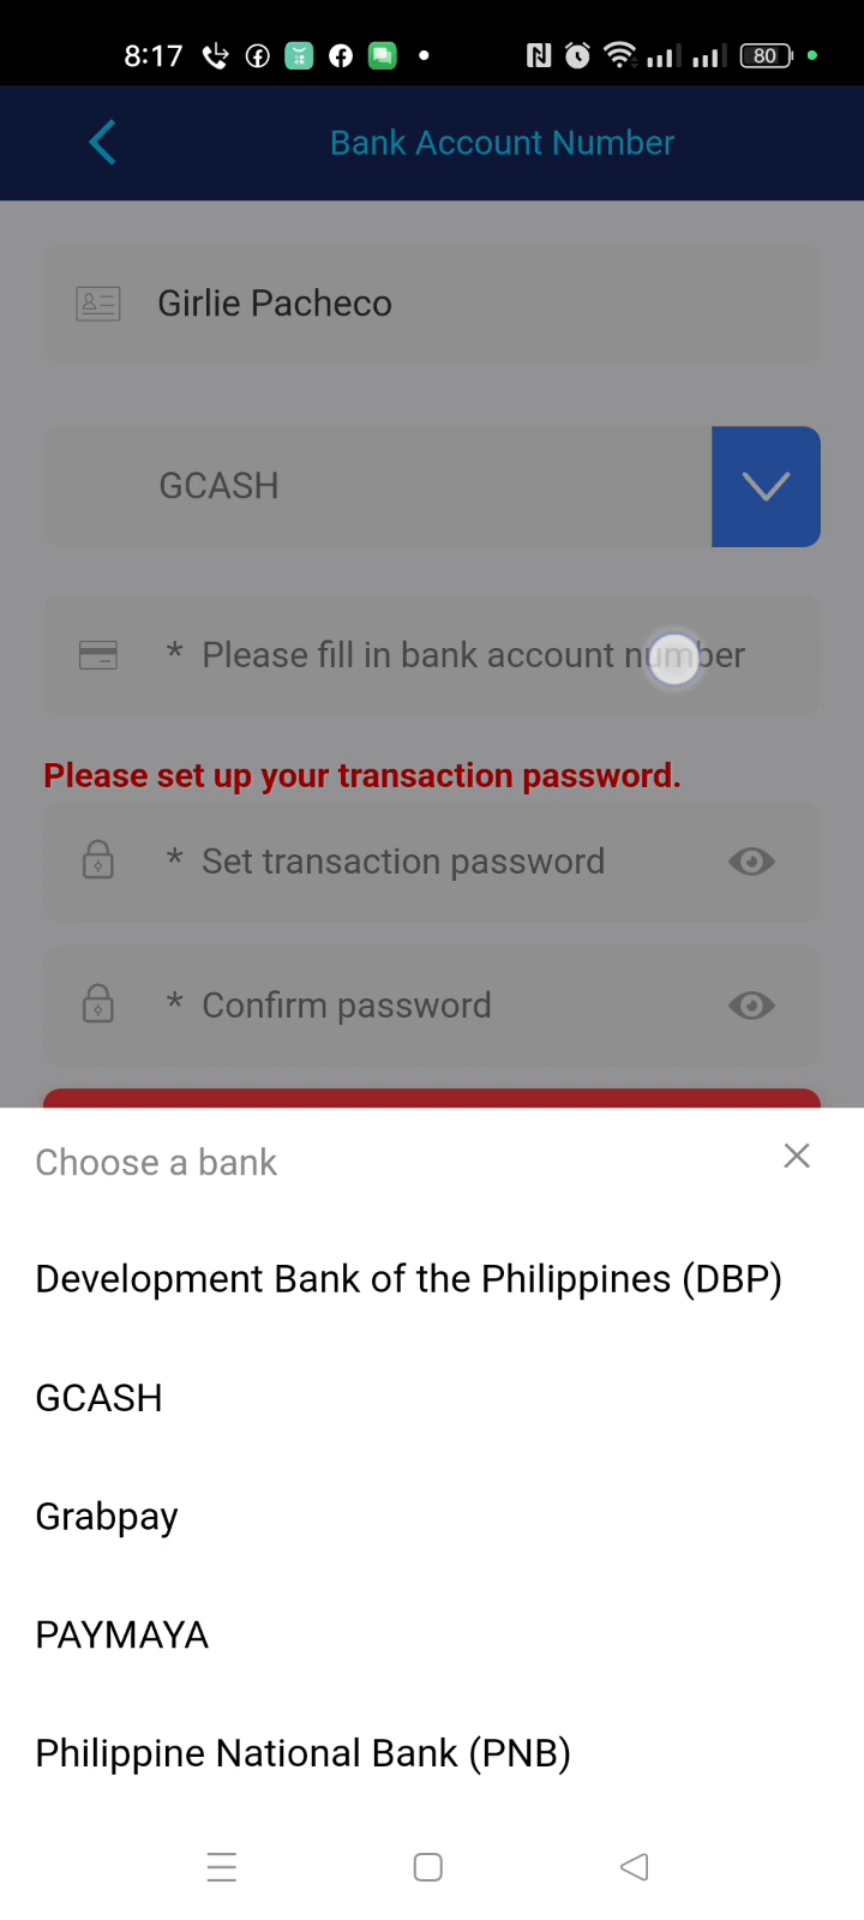 8:17
80
Bank Account Number
Girlie Pacheco
GCASH
* Please fill in bank account number
Please set up your transaction password.
* Set transaction password
* Confirm password
Choose a bank
Development Bank of the Philippines (DBP)
GCASH
Grabpay
PAYMAYA
Philippine National Bank (PNB)